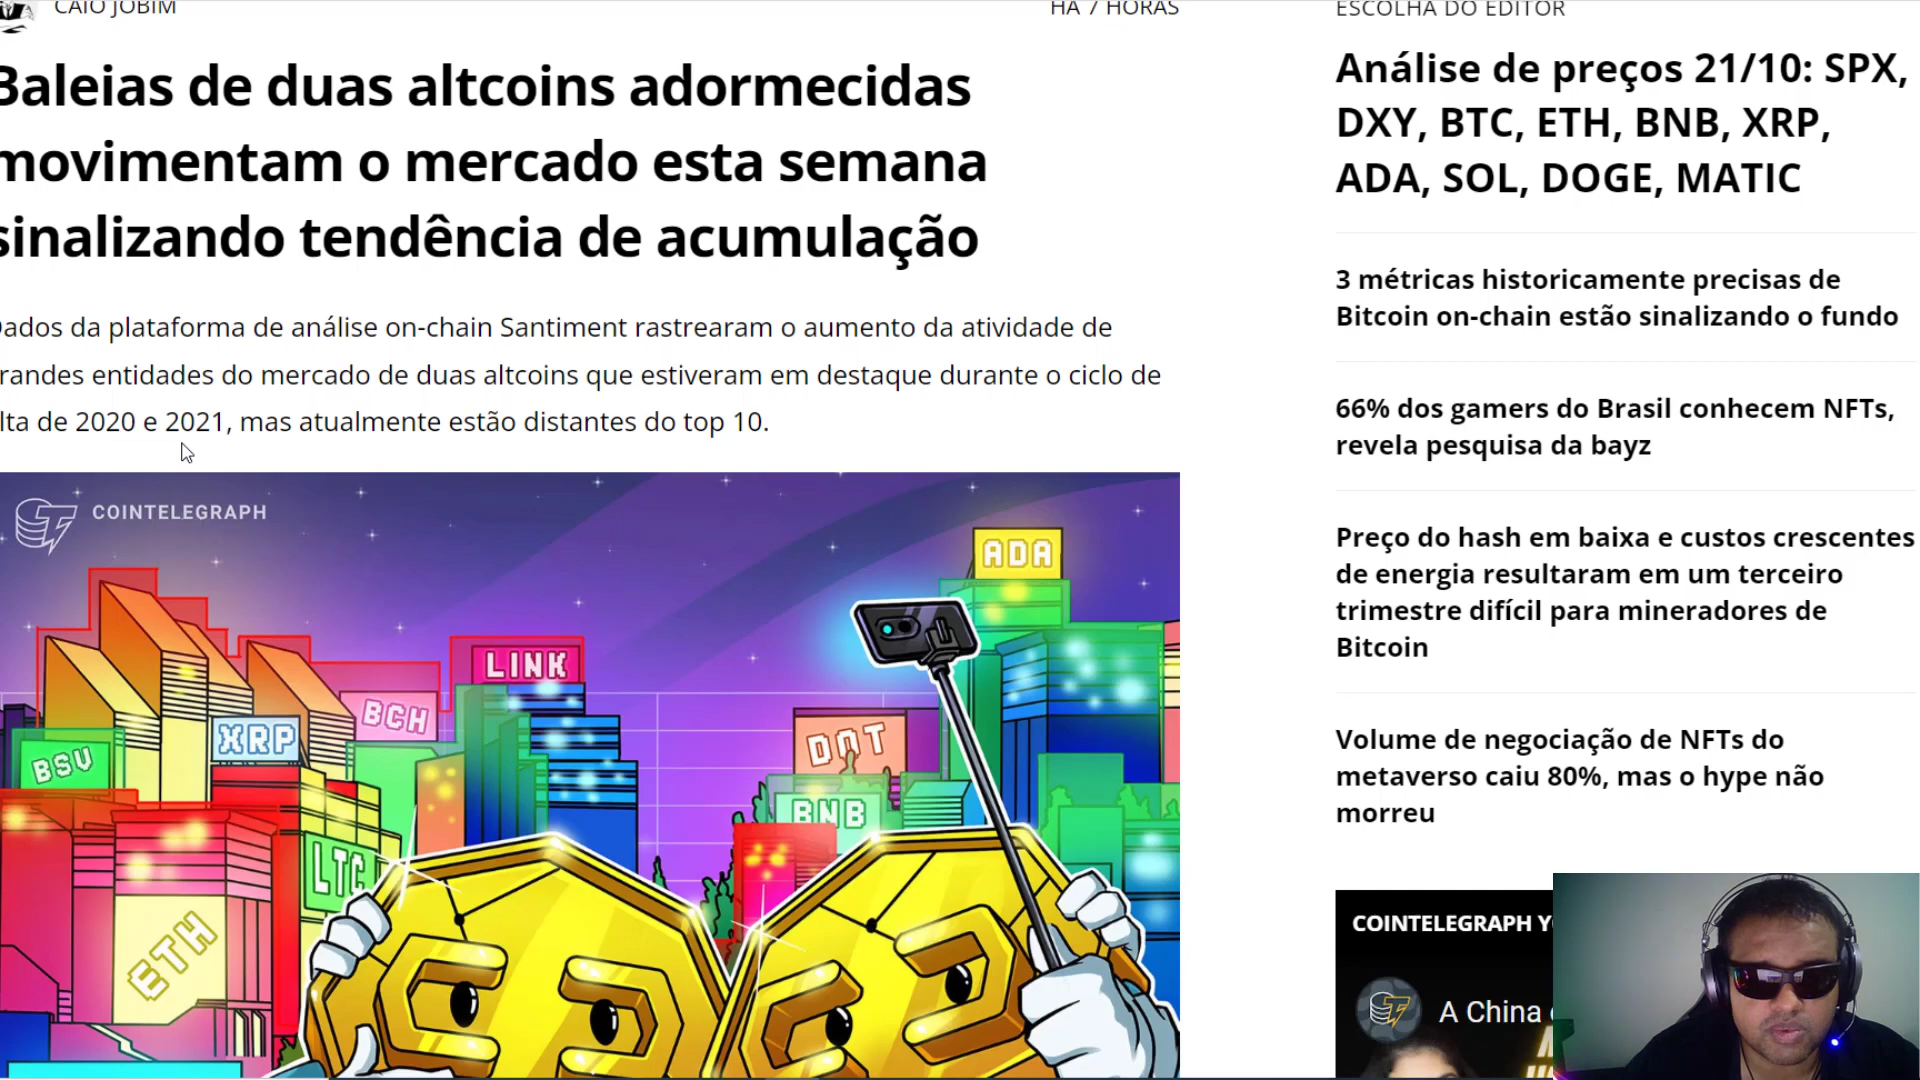 CAIO JOBIM
HÁ 7 HORAS
Baleias de duas altcoins adormecidas
movimentam o mercado esta semana
sinalizando tendência de acumulação
Dados da plataforma de análise on-chain Santiment rastrearam o aumento da atividade de
randes entidades do mercado de duas altcoins que estiveram em destaque durante o ciclo de
lta de 2020 e 2021, mas atualmente estão distantes do top 10.
COINTELEGRAPH
ADA
LINK
BCH
XRP
DOT
BSV
BNB
LTC
ETH
ESCOLHA DO EDITOR
Análise de preços 21/10: SPX,
DXY, BTC, ETH, BNB, XRP,
ADA, SOL, DOGE, MATIC
3 métricas historicamente precisas de
Bitcoin on-chain estão sinalizando o fundo
66% dos gamers do Brasil conhecem NFTs,
revela pesquisa da bayz
Preço do hash em baixa e custos crescentes
de energia resultaram em um terceiro
trimestre difícil para mineradores de
Bitcoin
Volume de negociação de NFTs do
metaverso caiu 80%, mas o hype não
morreu
COINTELEGRAPH Y
A China